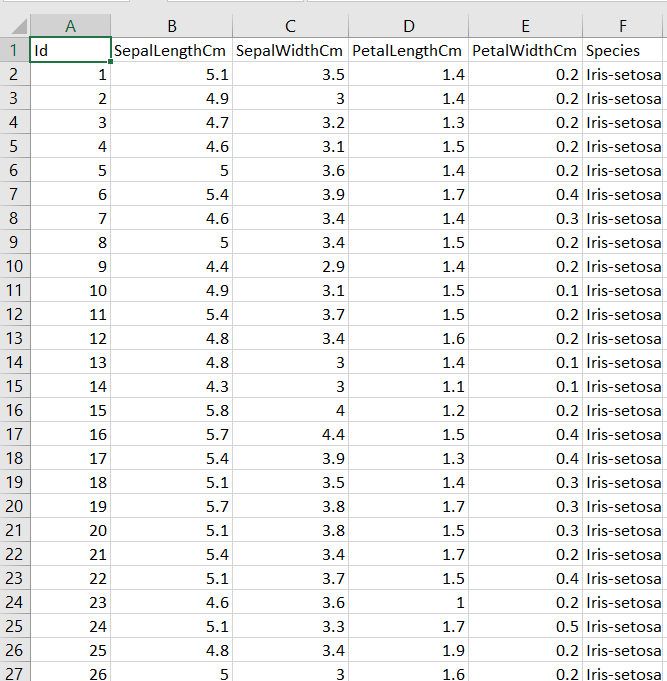 A B C D E F
1 Id SepalLengthCm SepalWidthCm PetalLengthCm PetalWidthCm Species
2 1 5.1 3.5 1.4 0.2 Iris-setosa
3 2 4.9 3 1.4 0.2 Iris-setosa
4 3 4.7 3.2 1.3 0.2 Iris-setosa
5 4 4.6 3.1 1.5 0.2 Iris-setosa
6 5 5 3.6 1.4 0.2 Iris-setosa
7 6 5.4 3.9 1.7 0.4 Iris-setosa
8 7 4.6 3.4 1.4 0.3 Iris-setosa
9 8 5 3.4 1.5 0.2 Iris-setosa
10 9 4.4 2.9 1.4 0.2 Iris-setosa
11 10 4.9 3.1 1.5 0.1 Iris-setosa
12 11 5.4 3.7 1.5 0.2 Iris-setosa
13 12 4.8 3.4 1.6 0.2 Iris-setosa
14 13 4.8 3 1.4 0.1 Iris-setosa
15 14 4.3 3 1.1 0.1 Iris-setosa
16 15 5.8 4 1.2 0.2 Iris-setosa
17 16 5.7 4.4 1.5 0.4 Iris-setosa
18 17 5.4 3.9 1.3 0.4 Iris-setosa
19 18 5.1 3.5 1.4 0.3 Iris-setosa
20 19 5.7 3.8 1.7 0.3 Iris-setosa
21 20 5.1 3.8 1.5 0.3 Iris-setosa
22 21 5.4 3.4 1.7 0.2 Iris-setosa
23 22 5.1 3.7 1.5 0.4 Iris-setosa
24 23 4.6 3.6 1 0.2 Iris-setosa
25 24 5.1 3.3 1.7 0.5 Iris-setosa
26 25 4.8 3.4 1.9 0.2 Iris-setosa
27 26 5 3 1.6 0.2 Iris-setosa